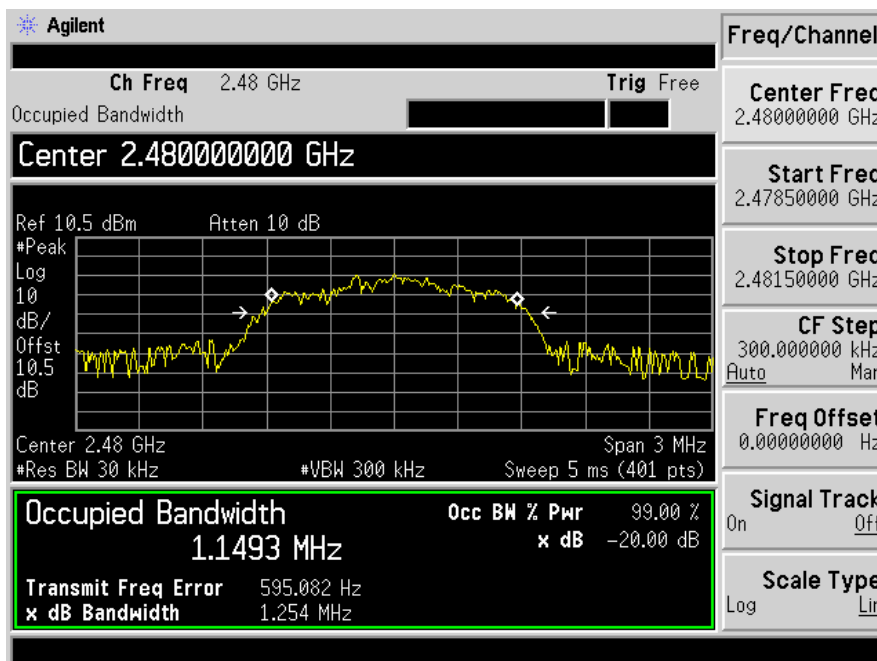 Agilent
Freq/Channel
Ch Freq 2.48 GHz Trig Free
Occupied Bandwidth
Center 2.480000000 GHz
Ref 10.5 dBm Atten 10 dB
#Peak
Log
10
dB/
Offst
10.5
dB
Center 2.48 GHz Span 3 MHz
#Res BW 30 kHz #VBW 300 kHz Sweep 5 ms (401 pts)
Occupied Bandwidth
1.1493 MHz
Occ BW % Pwr 99.00 %
x dB -20.00 dB
Transmit Freq Error 595.082 Hz
x dB Bandwidth 1.254 MHz
Center Freq
2.48000000 GHz
Start Freq
2.47850000 GHz
Stop Freq
2.48150000 GHz
CF Step
300.000000 kHz
Auto Man
Freq Offset
0.00000000 Hz
Signal Track
On Off
Scale Type
Log Lin